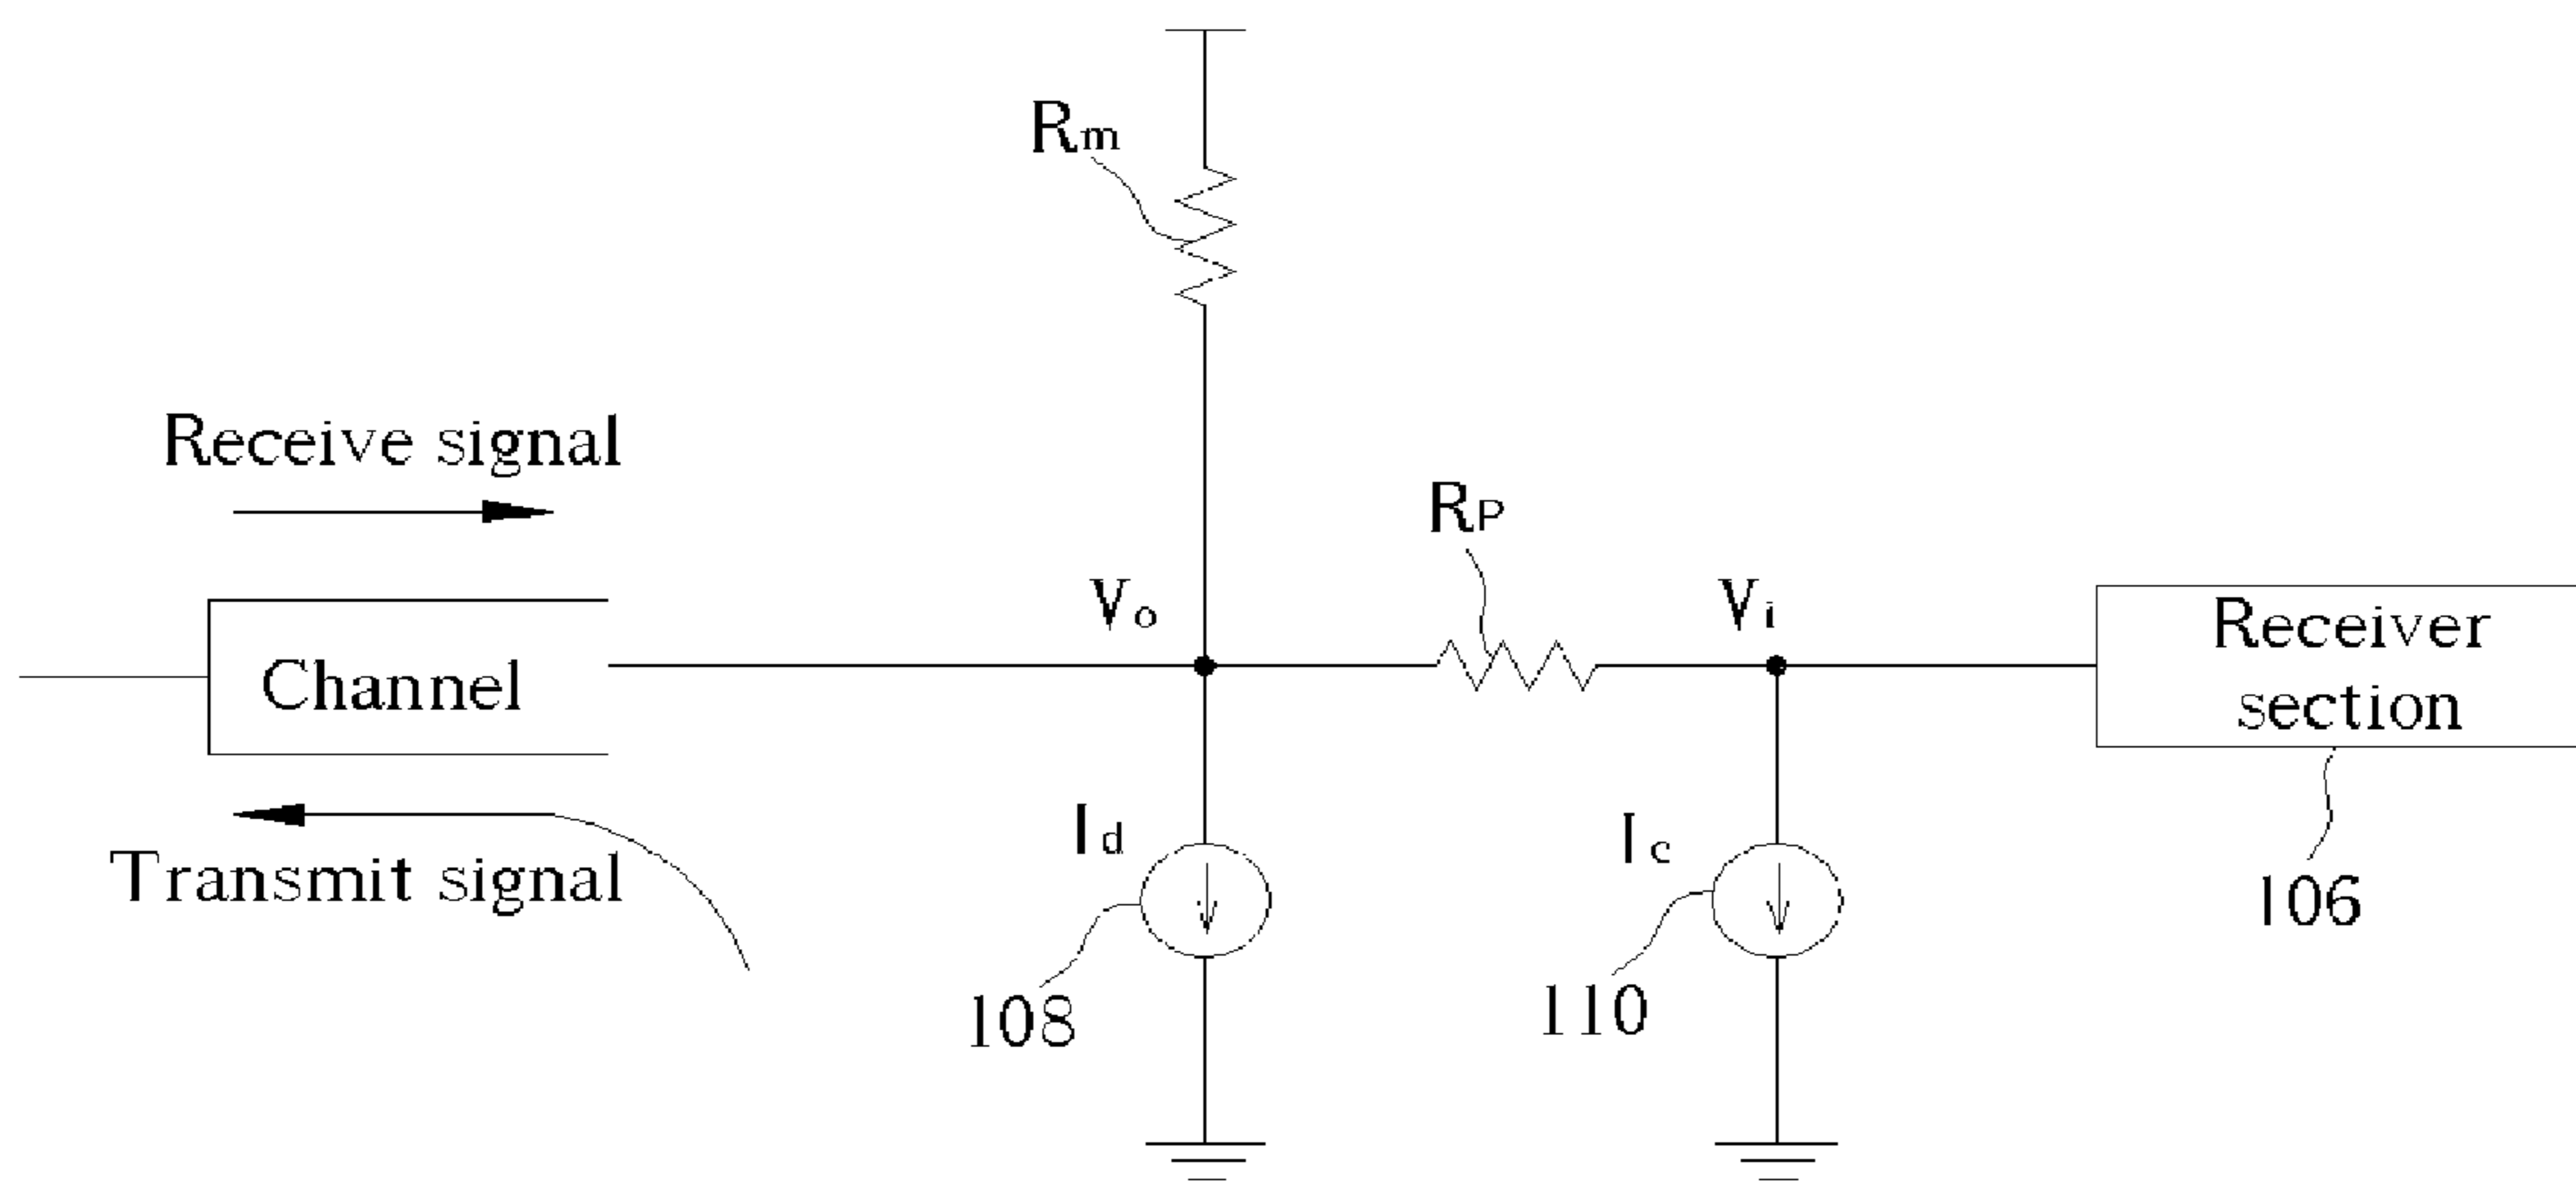 Rm
Receive signal
RP
Vo
Vi
Channel
Receiver
section
Id
Ic
Transmit signal
106
108
110